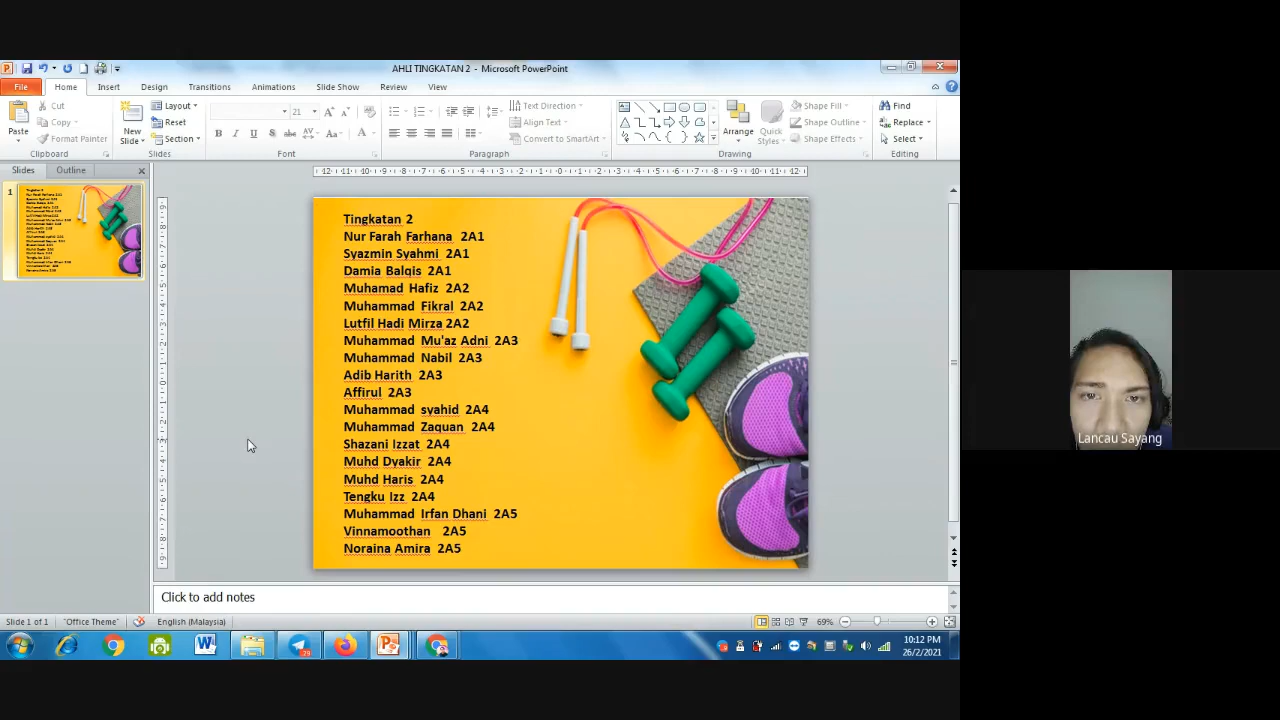 AHLI TINGKATAN 2 - Microsoft PowerPoint
File Home Insert Design Transitions Animations Slide Show Review View
Paste
Cut
Copy
Format Painter
Clipboard
New Slide
Layout
Reset
Section
Slides
21
Font
Paragraph
Text Direction
Align Text
Convert to SmartArt
Arrange
Quick Styles
Shape Fill
Shape Outline
Shape Effects
Drawing
Find
Replace
Select
Editing
Slides Outline
1
Tingkatan 2
Nur Farah Farhana 2A1
Syazmin Syahmi 2A1
Damia Balqis 2A1
Muhamad Hafiz 2A2
Muhammad Fikral 2A2
Lutfil Hadi Mirza 2A2
Muhammad Mu'az Adni 2A3
Muhammad Nabil 2A3
Adib Harith 2A3
Affirul 2A3
Muhammad syahid 2A4
Muhammad Zaquan 2A4
Shazani Izzat 2A4
Muhd Dyakir 2A4
Muhd Haris 2A4
Tengku Izz 2A4
Muhammad Irfan Dhani 2A5
Vinnamoothan 2A5
Noraina Amira 2A5
Click to add notes
Slide 1 of 1 "Office Theme" English (Malaysia) 69%
10:12 PM
26/2/2021
Lancau Sayang